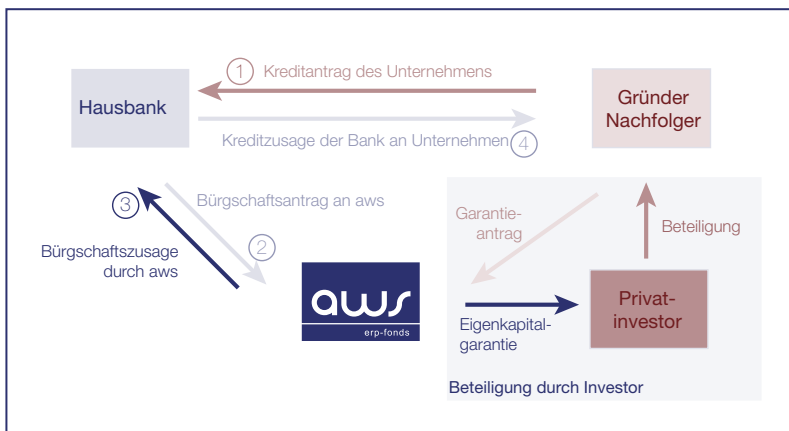 1 Kreditantrag des Unternehmens
Hausbank
Gründer
Nachfolger
Kreditzusage der Bank an Unternehmen 4
3
Bürgschaftsantrag an aws
2
Bürgschaftszusage
durch aws
Garantie-
antrag
Beteiligung
aws
erp-fonds
Eigenkapital-
garantie
Privat-
investor
Beteiligung durch Investor